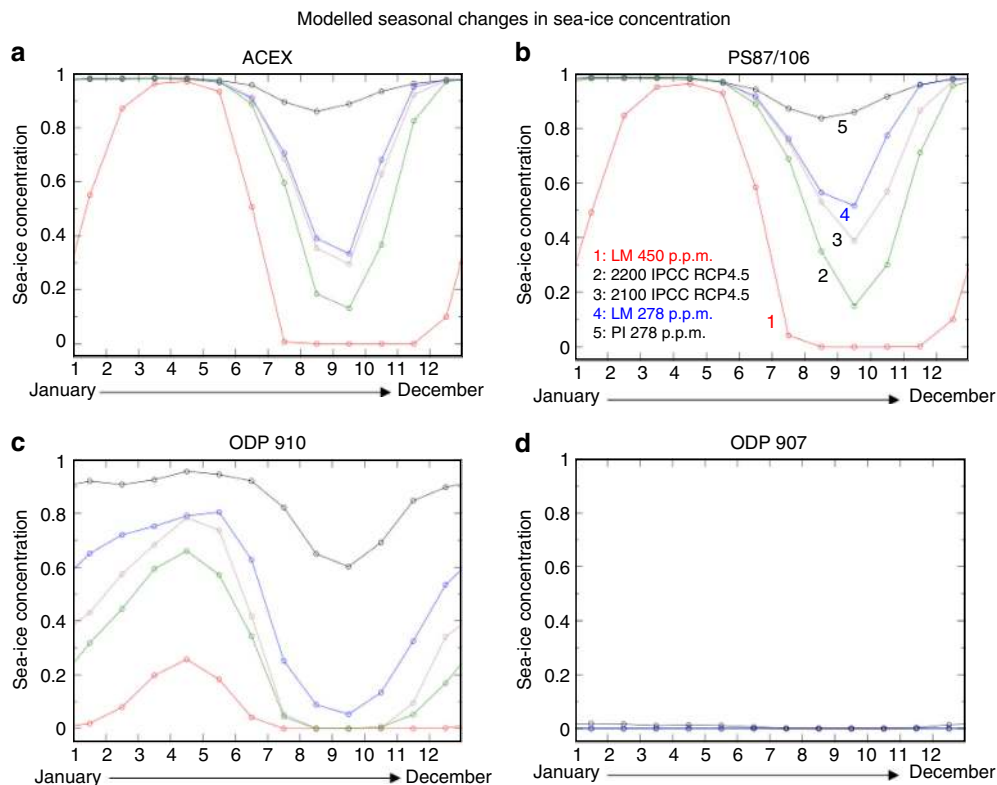 Modelled seasonal changes in sea-ice concentration
a
ACEX
Sea-ice concentration
1
0.8
0.6
0.4
0.2
0
1 2 3 4 5 6 7 8 9 10 11 12
January December
b
PS87/106
Sea-ice concentration
1
0.8
0.6
0.4
0.2
0
5
4
3
2
1
1: LM 450 p.p.m.
2: 2200 IPCC RCP4.5
3: 2100 IPCC RCP4.5
4: LM 278 p.p.m.
5: PI 278 p.p.m.
1 2 3 4 5 6 7 8 9 10 11 12
January December
c
ODP 910
Sea-ice concentration
1
0.8
0.6
0.4
0.2
0
1 2 3 4 5 6 7 8 9 10 11 12
January December
d
ODP 907
Sea-ice concentration
1
0.8
0.6
0.4
0.2
0
1 2 3 4 5 6 7 8 9 10 11 12
January December